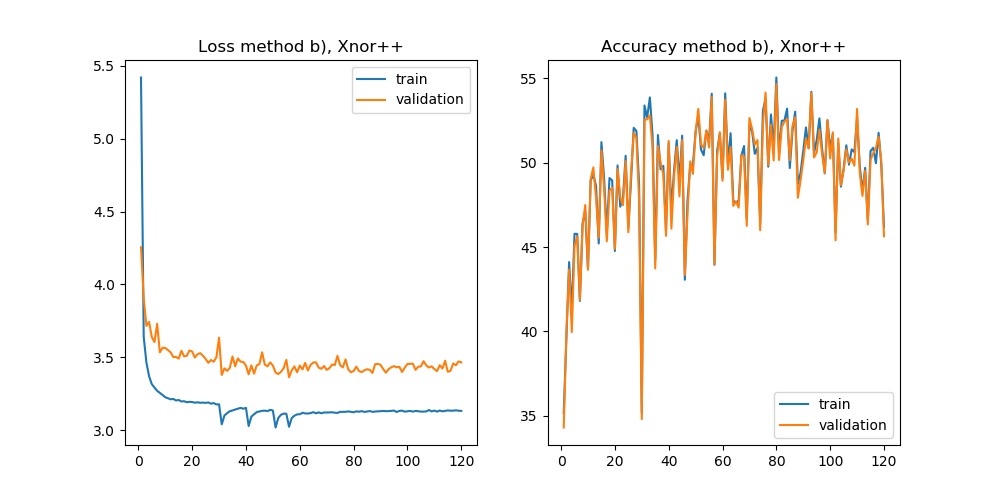 Loss method b), Xnor++
5.5
5.0
4.5
4.0
3.5
3.0
0 20 40 60 80 100 120
train
validation
Accuracy method b), Xnor++
55
50
45
40
35
0 20 40 60 80 100 120
train
validation